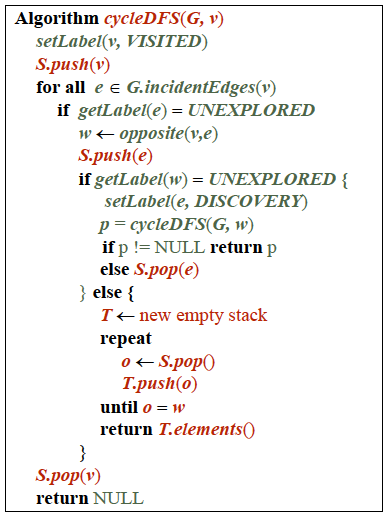 Algorithm cycleDFS(G, v)
setLabel(v, VISITED)
S.push(v)
for all e ∈ G.incidentEdges(v)
if getLabel(e) = UNEXPLORED
w ← opposite(v,e)
S.push(e)
if getLabel(w) = UNEXPLORED {
setLabel(e, DISCOVERY)
p = cycleDFS(G, w)
if p != NULL return p
else S.pop(e)
} else {
T ← new empty stack
repeat
o ← S.pop()
T.push(o)
until o = w
return T.elements()
}
S.pop(v)
return NULL